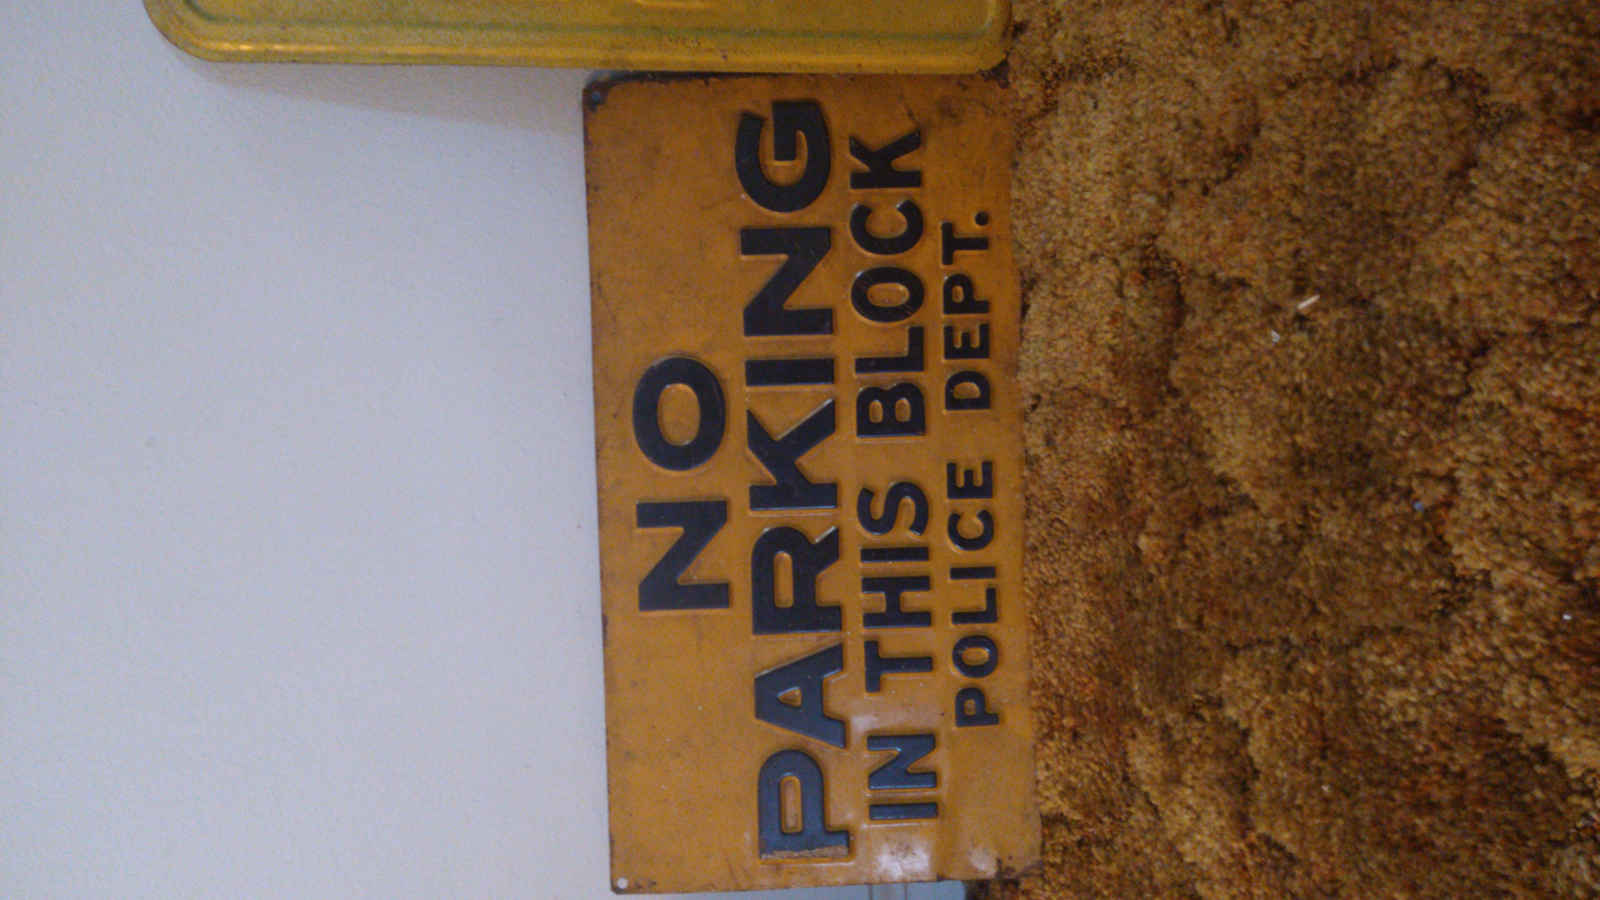 NO
PARKING
IN THIS BLOCK
POLICE DEPT.